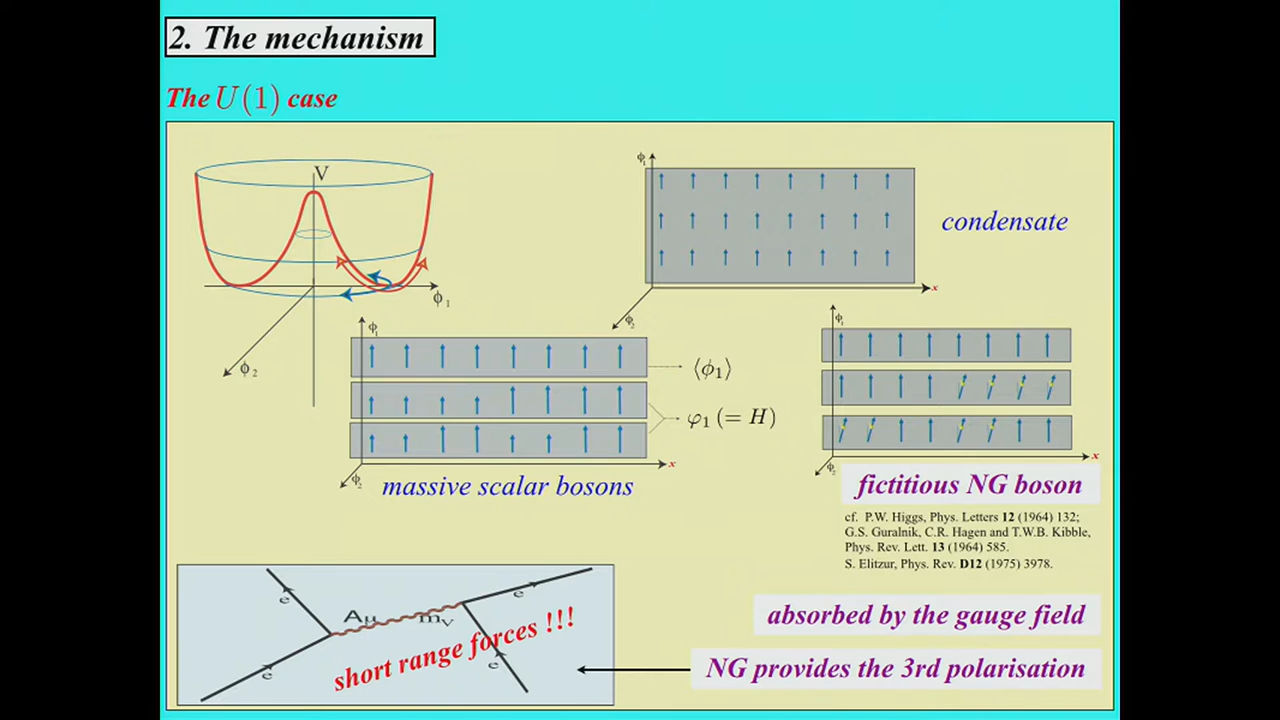 2. The mechanism
The U(1) case
V
ϕ1
ϕ2
ϕ1
x
ϕ2
condensate
ϕ1
⟨ϕ1⟩
φ1 (= H)
x
ϕ2
massive scalar bosons
ϕ1
x
ϕ2
fictitious NG boson
cf. P.W. Higgs, Phys. Letters 12 (1964) 132;
G.S. Guralnik, C.R. Hagen and T.W.B. Kibble,
Phys. Rev. Lett. 13 (1964) 585.
S. Elitzur, Phys. Rev. D12 (1975) 3978.
e
e
Aμ
mV
e
e
short range forces !!!
absorbed by the gauge field
NG provides the 3rd polarisation